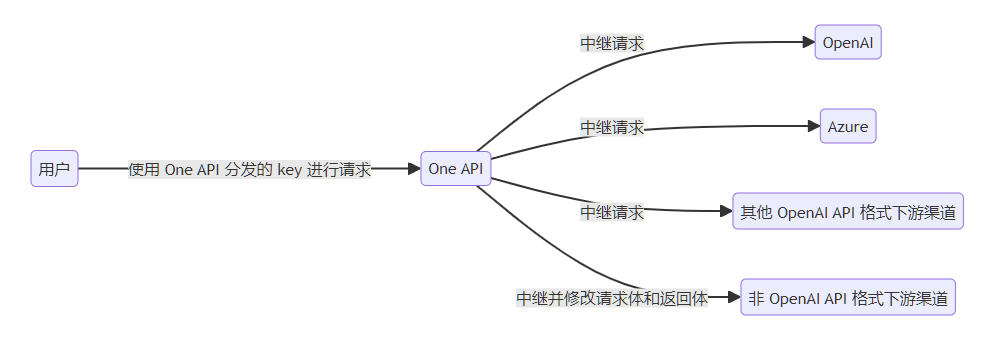 中继请求
OpenAI
中继请求
Azure
用户
使用 One API 分发的 key 进行请求
One API
中继请求
其他 OpenAI API 格式下游渠道
中继并修改请求体和返回体
非 OpenAI API 格式下游渠道